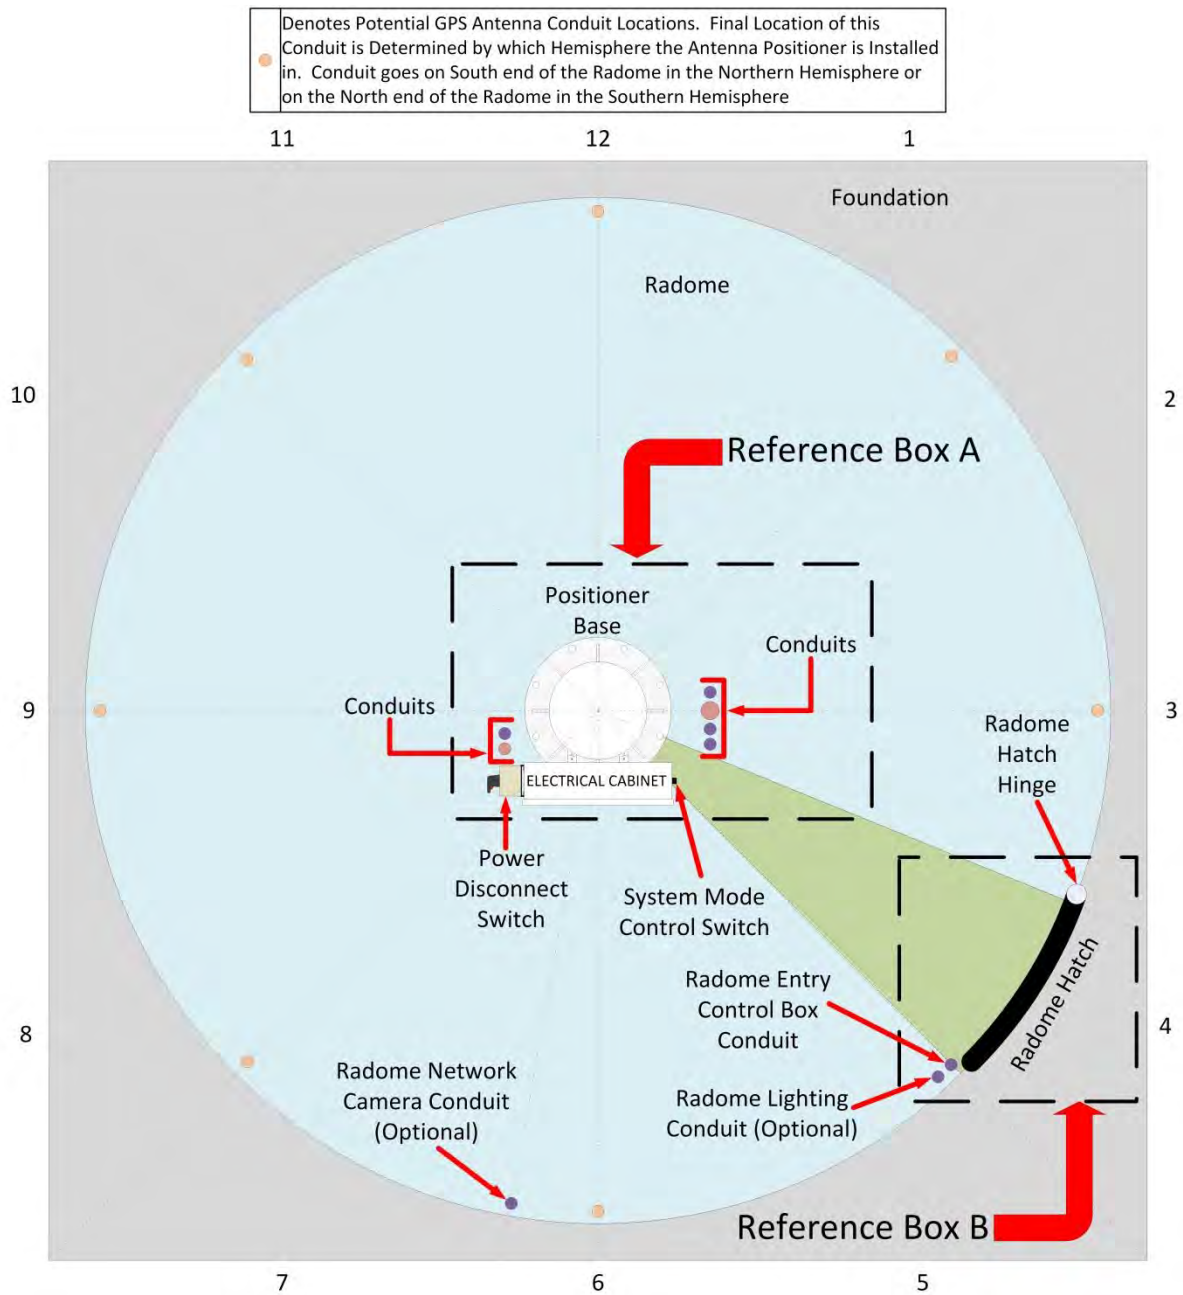 Denotes Potential GPS Antenna Conduit Locations. Final Location of this
Conduit is Determined by which Hemisphere the Antenna Positioner is Installed
in. Conduit goes on South end of the Radome in the Northern Hemisphere or
on the North end of the Radome in the Southern Hemisphere
11
12
1
Foundation
Radome
10
2
Reference Box A
Positioner
Base
Conduits
Conduits
9
3
Radome
Hatch
Hinge
ELECTRICAL CABINET
Power
Disconnect
Switch
System Mode
Control Switch
Radome Entry
Control Box
Conduit
Radome Hatch
8
4
Radome Network
Camera Conduit
(Optional)
Radome Lighting
Conduit (Optional)
Reference Box B
7
6
5